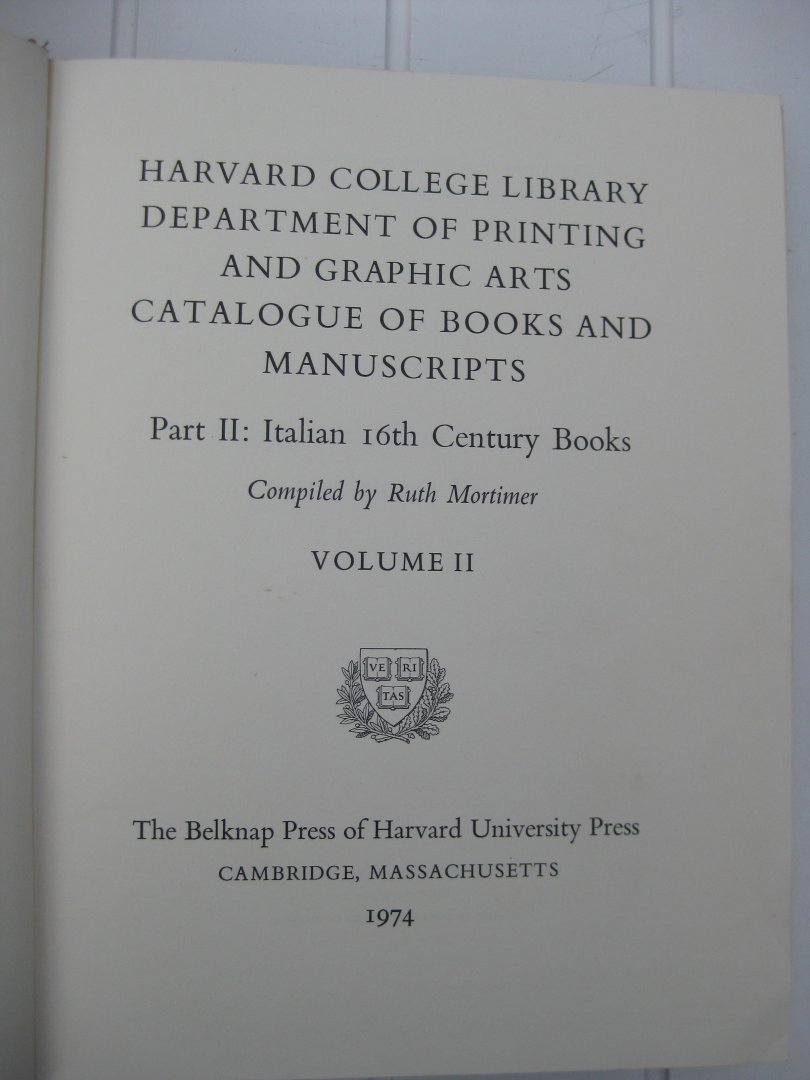 HARVARD COLLEGE LIBRARY
DEPARTMENT OF PRINTING
AND GRAPHIC ARTS
CATALOGUE OF BOOKS AND
MANUSCRIPTS
Part II: Italian 16th Century Books
Compiled by Ruth Mortimer
VOLUME II
VE RI
TAS
The Belknap Press of Harvard University Press
CAMBRIDGE, MASSACHUSETTS
1974